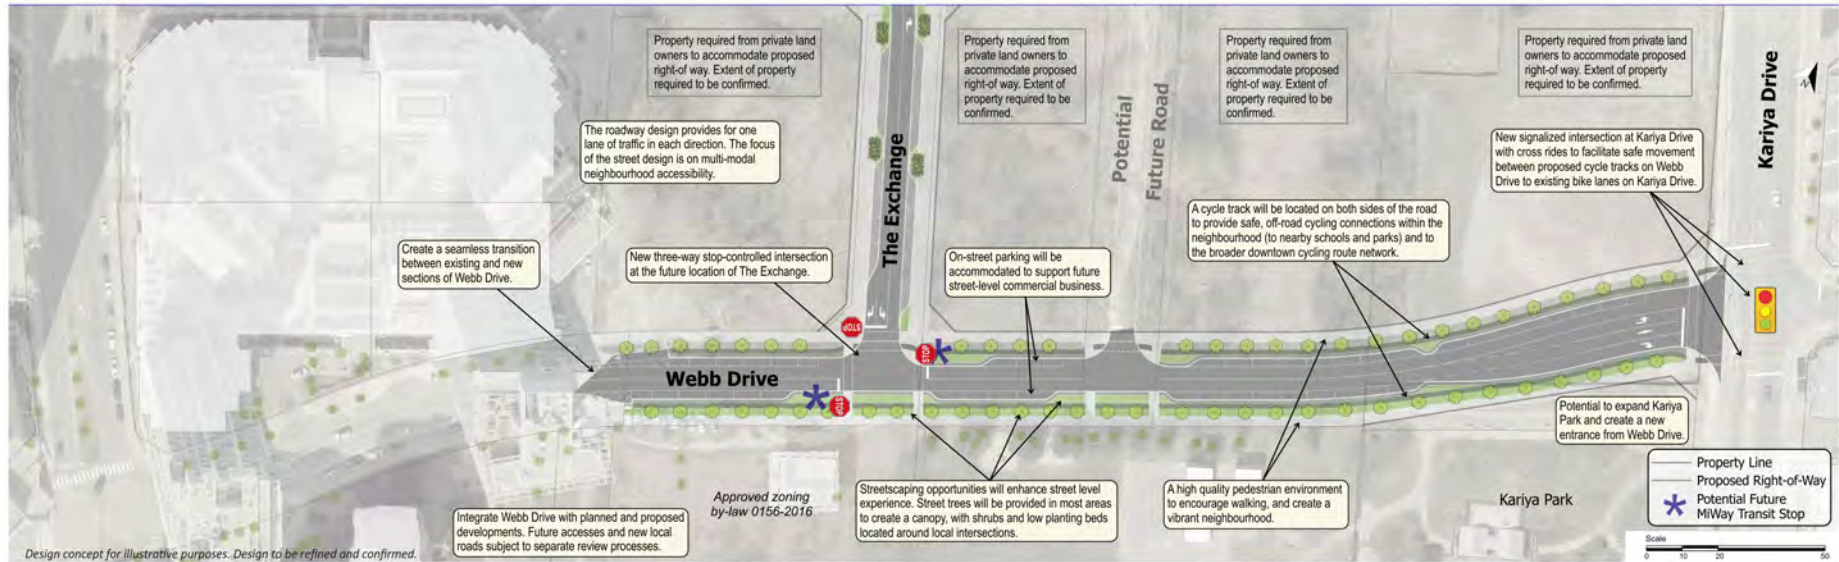 Property required from private land
owners to accommodate proposed
right-of way. Extent of property
required to be confirmed.
Property required from
private land owners to
accommodate proposed
right-of way. Extent of
property required to be
confirmed.
Property required from
private land owners to
accommodate proposed
right-of way. Extent of
property required to be
confirmed.
Property required from private land
owners to accommodate proposed
right-of way. Extent of property
required to be confirmed.
Kariya Drive
N
The Exchange
Potential
Future Road
The roadway design provides for one
lane of traffic in each direction. The focus
of the street design is on multi-modal
neighbourhood accessibility.
New signalized intersection at Kariya Drive
with cross rides to facilitate safe movement
between proposed cycle tracks on Webb
Drive to existing bike lanes on Kariya Drive.
A cycle track will be located on both sides of the road
to provide safe, off-road cycling connections within the
neighbourhood (to nearby schools and parks) and to
the broader downtown cycling route network.
Create a seamless transition
between existing and new
sections of Webb Drive.
New three-way stop-controlled intersection
at the future location of The Exchange.
On-street parking will be
accommodated to support future
street-level commercial business.
STOP
STOP
STOP
Webb Drive
Potential to expand Kariya
Park and create a new
entrance from Webb Drive.
Integrate Webb Drive with planned and proposed
developments. Future accesses and new local
roads subject to separate review processes.
Approved zoning
by-law 0156-2016
Streetscaping opportunities will enhance street level
experience. Street trees will be provided in most areas
to create a canopy, with shrubs and low planting beds
located around local intersections.
A high quality pedestrian environment
to encourage walking, and create a
vibrant neighbourhood.
Kariya Park
Property Line
Proposed Right-of-Way
Potential Future
MiWay Transit Stop
Scale
0 10 20 50
Design concept for illustrative purposes. Design to be refined and confirmed.